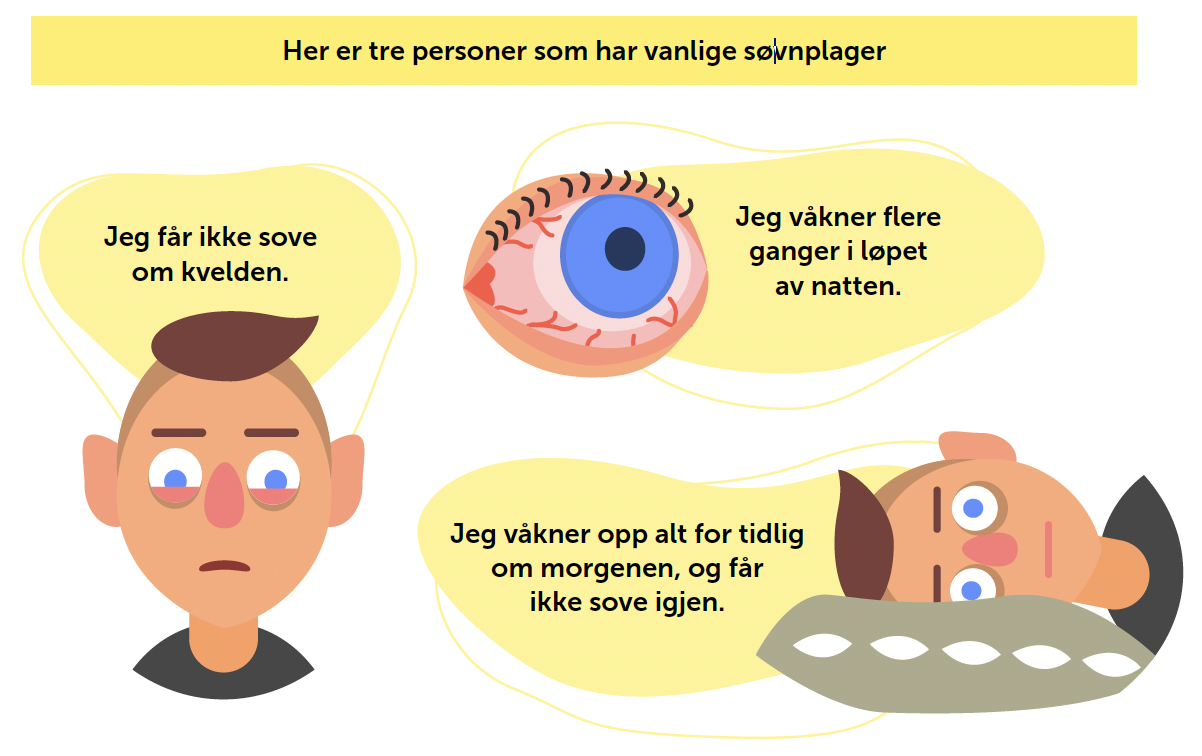 Her er tre personer som har vanlige søvnplager
Jeg får ikke sove
om kvelden.
Jeg våkner flere
ganger i løpet
av natten.
Jeg våkner opp alt for tidlig
om morgenen, og får
ikke sove igjen.